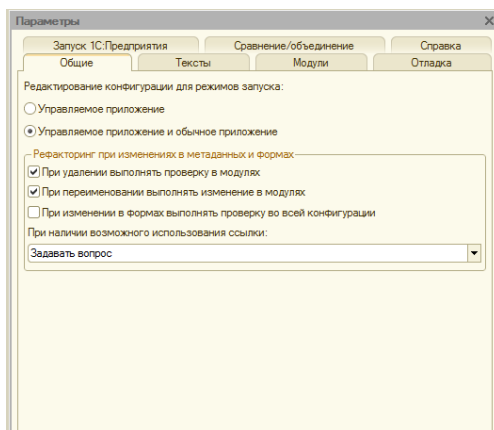 Параметры
Запуск 1С:Предприятия
Сравнение/объединение
Справка
Общие
Тексты
Модули
Отладка
Редактирование конфигурации для режимов запуска:
Управляемое приложение
Управляемое приложение и обычное приложение
Рефакторинг при изменениях в метаданных и формах
При удалении выполнять проверку в модулях
При переименовании выполнять изменение в модулях
При изменении в формах выполнять проверку во всей конфигурации
При наличии возможного использования ссылки:
Задавать вопрос